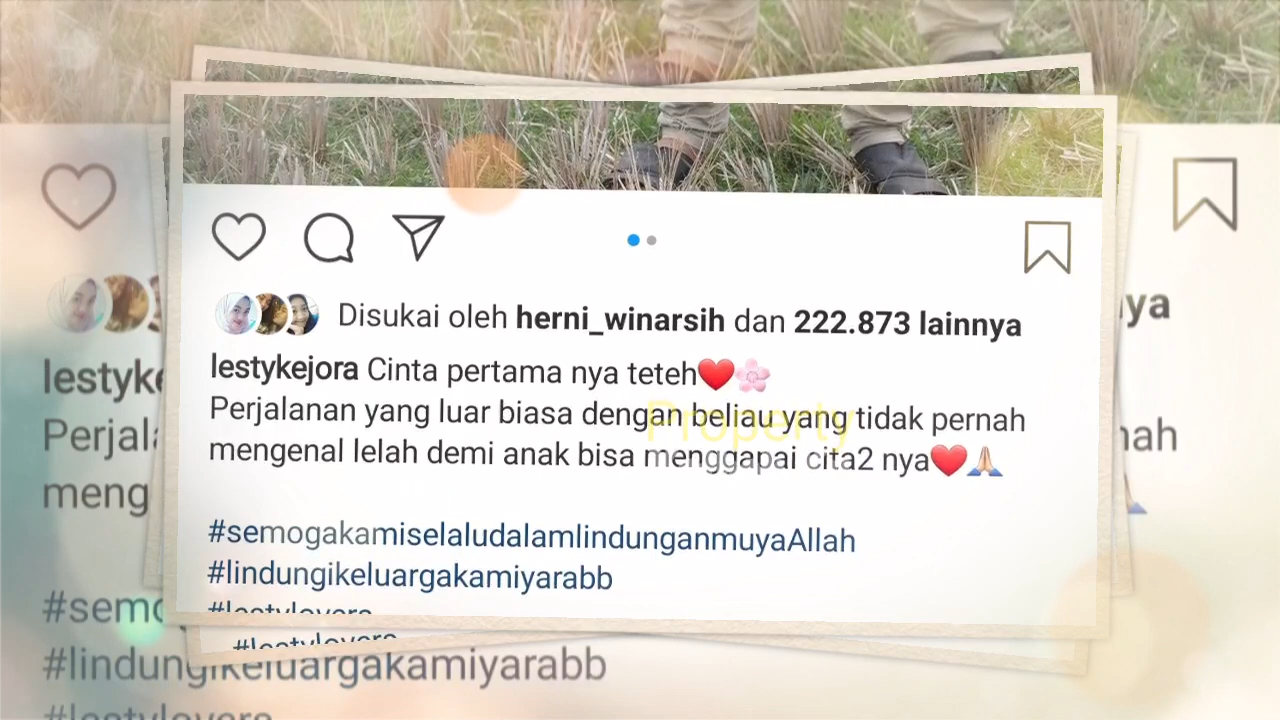 Disukai oleh herni_winarsih dan 222.873 lainnya
lestykejora Cinta pertama nya teteh❤️🌸
Perjalanan yang luar biasa dengan beliau yang tidak pernah
mengenal lelah demi anak bisa menggapai cita2 nya❤️🙏
#semogakamiselaludalamlindunganmuyaAllah
#lindungikeluargakamiyarabb
#lestylovers
Property